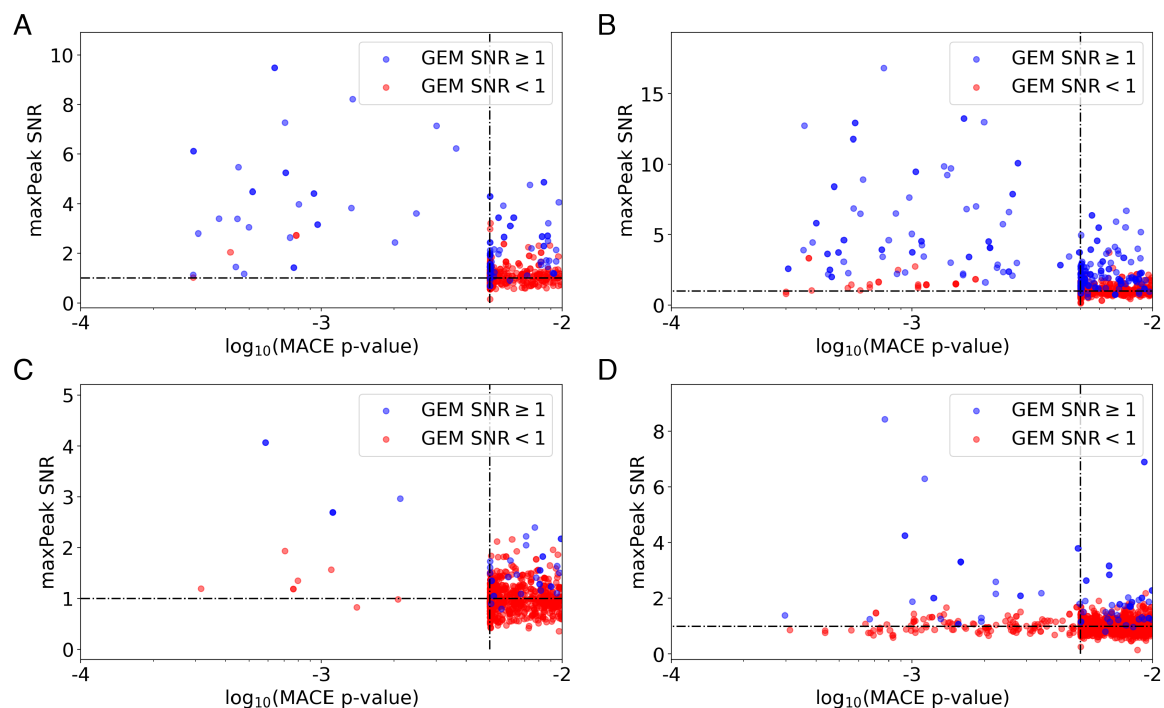 A
maxPeak SNR
10
8
6
4
2
0
GEM SNR ≥ 1
GEM SNR < 1
-4
-3
-2
log₁₀(MACE p-value)
B
maxPeak SNR
15
10
5
0
GEM SNR ≥ 1
GEM SNR < 1
-4
-3
-2
log₁₀(MACE p-value)
C
maxPeak SNR
5
4
3
2
1
0
GEM SNR ≥ 1
GEM SNR < 1
-4
-3
-2
log₁₀(MACE p-value)
D
maxPeak SNR
8
6
4
2
0
GEM SNR ≥ 1
GEM SNR < 1
-4
-3
-2
log₁₀(MACE p-value)